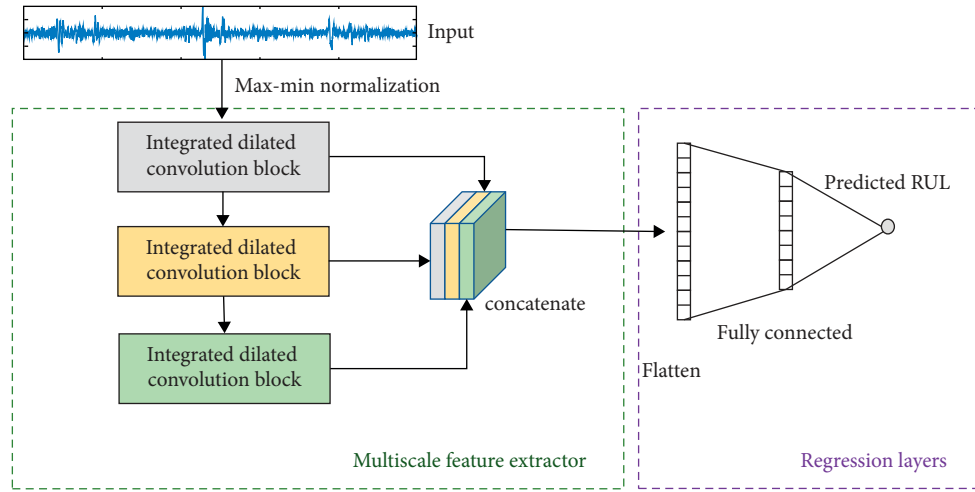 Input
Max-min normalization
Integrated dilated
convolution block
Integrated dilated
convolution block
Integrated dilated
convolution block
concatenate
Multiscale feature extractor
Predicted RUL
Fully connected
Flatten
Regression layers